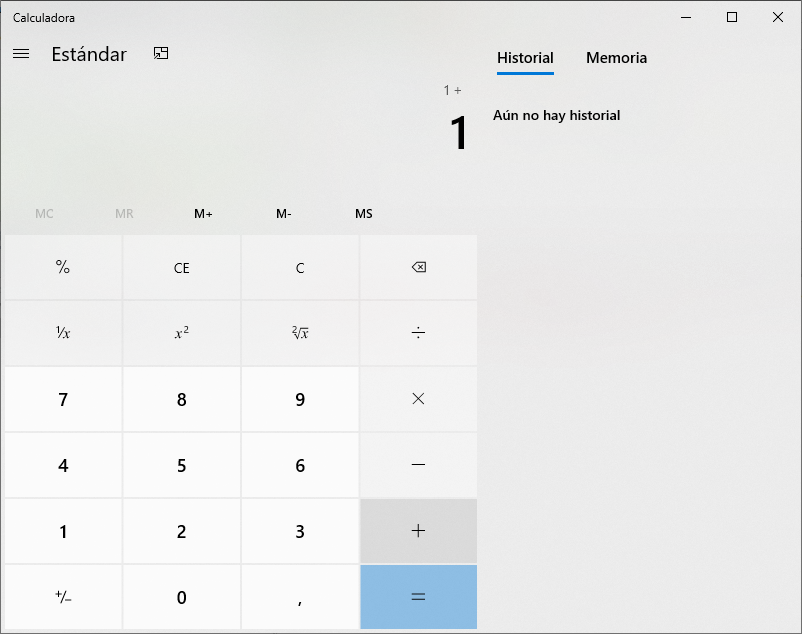 Calculadora
Estándar
Historial Memoria
1 +
1
Aún no hay historial
MC MR M+ M- MS
% CE C
¹/x x² ²√x ÷
7 8 9 ×
4 5 6 −
1 2 3 +
+/− 0 , =